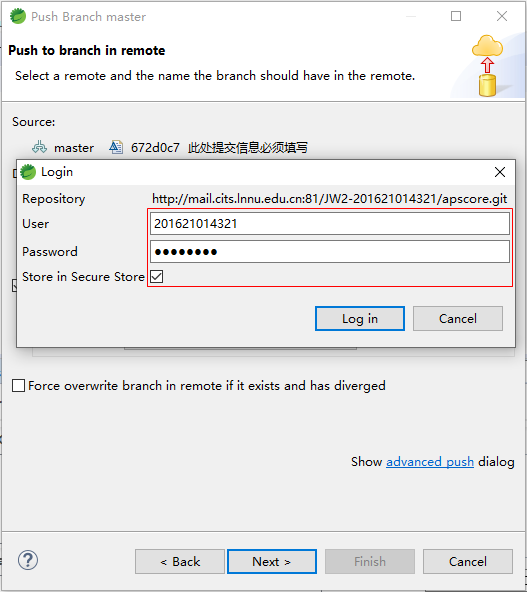 Push Branch master
Push to branch in remote
Select a remote and the name the branch should have in the remote.
Source:
master 672d0c7 此处提交信息必须填写
Login
Repository http://mail.cits.lnnu.edu.cn:81/JW2-201621014321/apscore.git
User 201621014321
Password ●●●●●●●●
Store in Secure Store
Log in Cancel
Force overwrite branch in remote if it exists and has diverged
Show advanced push dialog
< Back Next > Finish Cancel